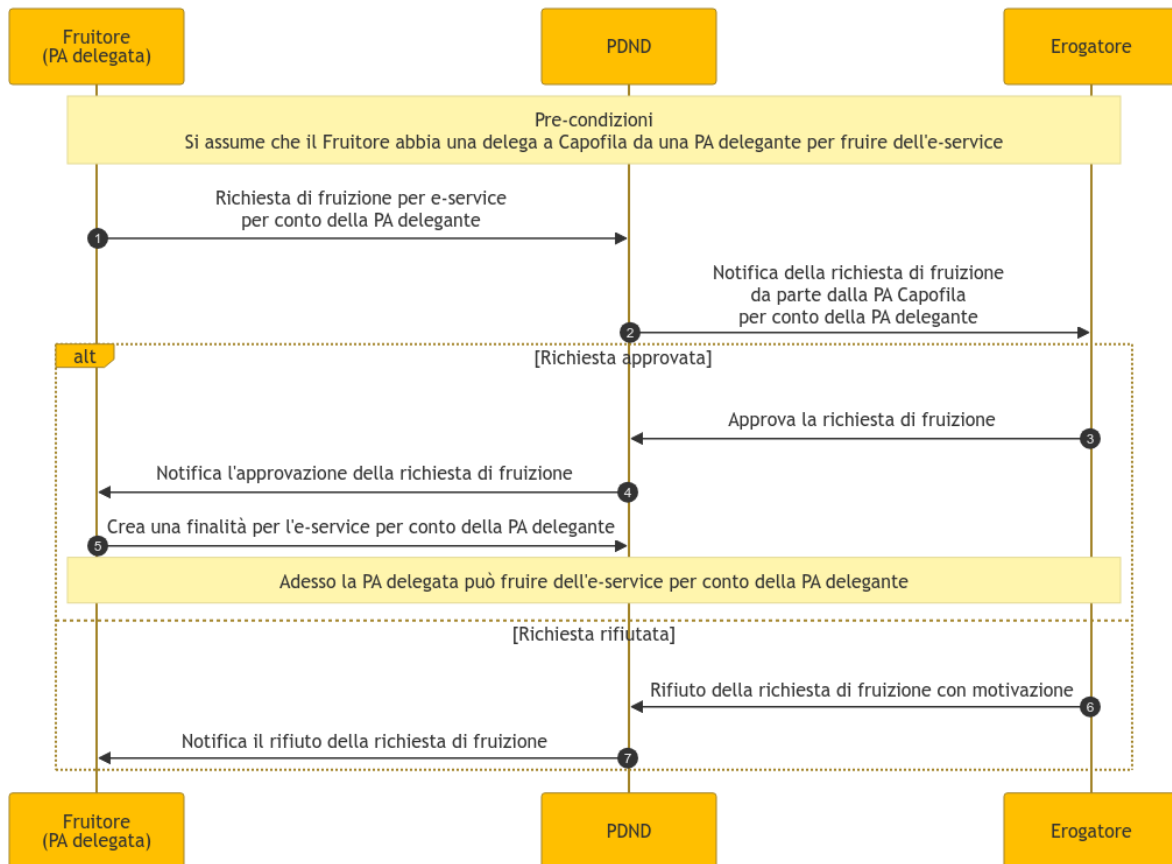 Fruitore
(PA delegata)
PDND
Erogatore
Pre-condizioni
Si assume che il Fruitore abbia una delega a Capofila da una PA delegante per fruire dell'e-service
Richiesta di fruizione per e-service
per conto della PA delegante
1
Notifica della richiesta di fruizione
da parte dalla PA Capofila
per conto della PA delegante
2
alt
[Richiesta approvata]
Approva la richiesta di fruizione
3
Notifica l'approvazione della richiesta di fruizione
4
Crea una finalità per l'e-service per conto della PA delegante
5
Adesso la PA delegata può fruire dell'e-service per conto della PA delegante
[Richiesta rifiutata]
Rifiuto della richiesta di fruizione con motivazione
6
Notifica il rifiuto della richiesta di fruizione
7
Fruitore
(PA delegata)
PDND
Erogatore